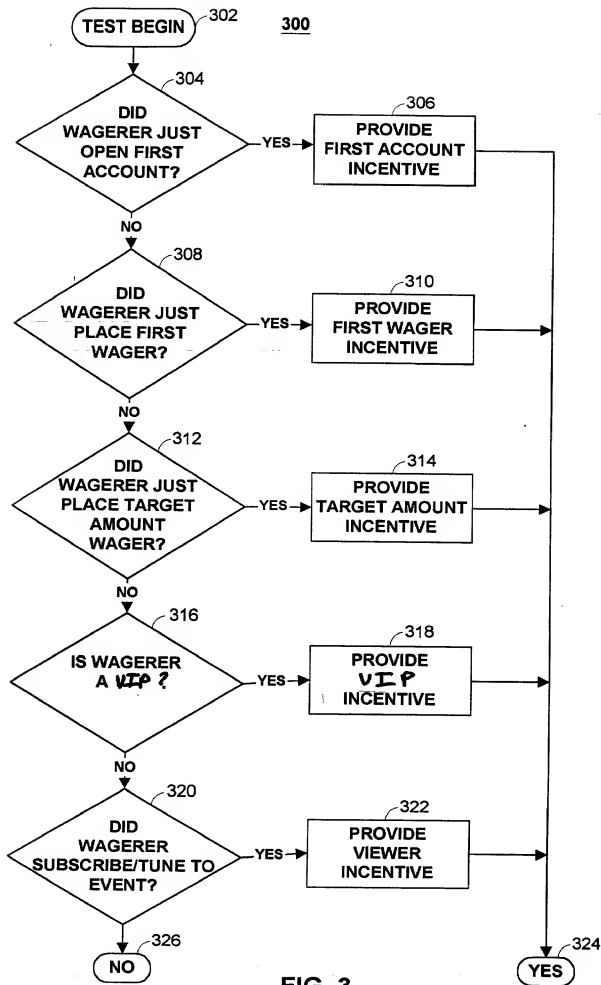 TEST BEGIN
302
300
304
DID
WAGERER JUST
OPEN FIRST
ACCOUNT?
YES
306
PROVIDE
FIRST ACCOUNT
INCENTIVE
NO
308
DID
WAGERER JUST
PLACE FIRST
WAGER?
YES
310
PROVIDE
FIRST WAGER
INCENTIVE
NO
312
DID
WAGERER JUST
PLACE TARGET
AMOUNT
WAGER?
YES
314
PROVIDE
TARGET AMOUNT
INCENTIVE
NO
316
IS WAGERER
A VIP?
YES
318
PROVIDE
VIP
INCENTIVE
NO
320
DID
WAGERER
SUBSCRIBE/TUNE TO
EVENT?
YES
322
PROVIDE
VIEWER
INCENTIVE
326
NO
324
YES
FIG. 3